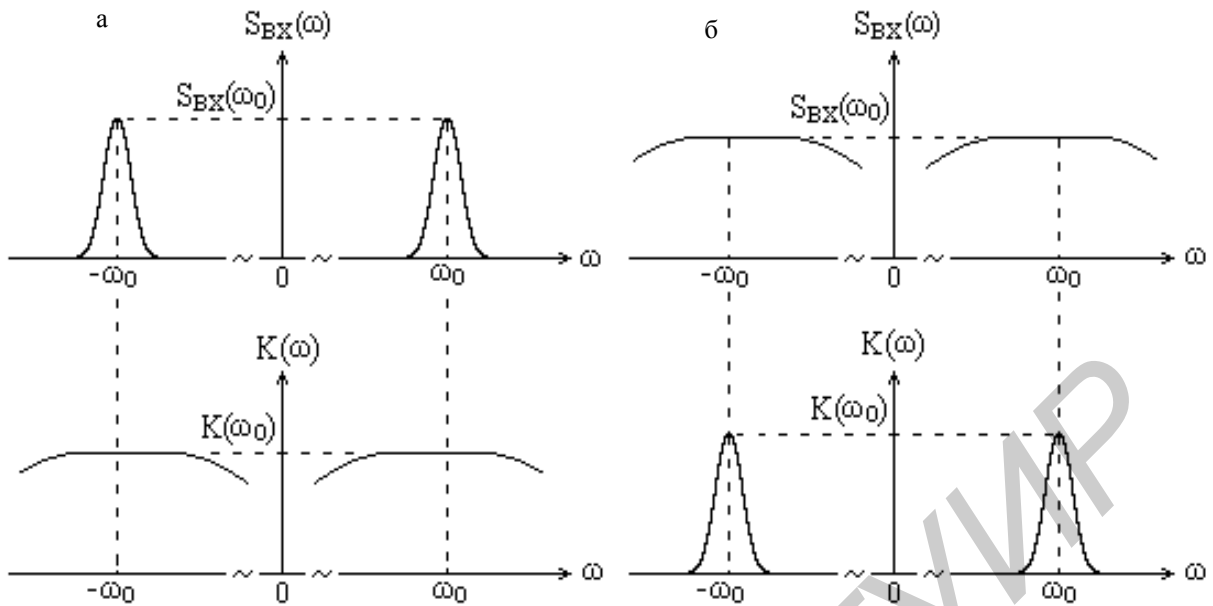 а
S_BX(ω)
S_BX(ω₀)
-ω₀ ~ 0 ~ ω₀ ω
K(ω)
K(ω₀)
-ω₀ ~ 0 ~ ω₀ ω
б
S_BX(ω)
S_BX(ω₀)
-ω₀ ~ 0 ~ ω₀ ω
K(ω)
K(ω₀)
-ω₀ ~ 0 ~ ω₀ ω